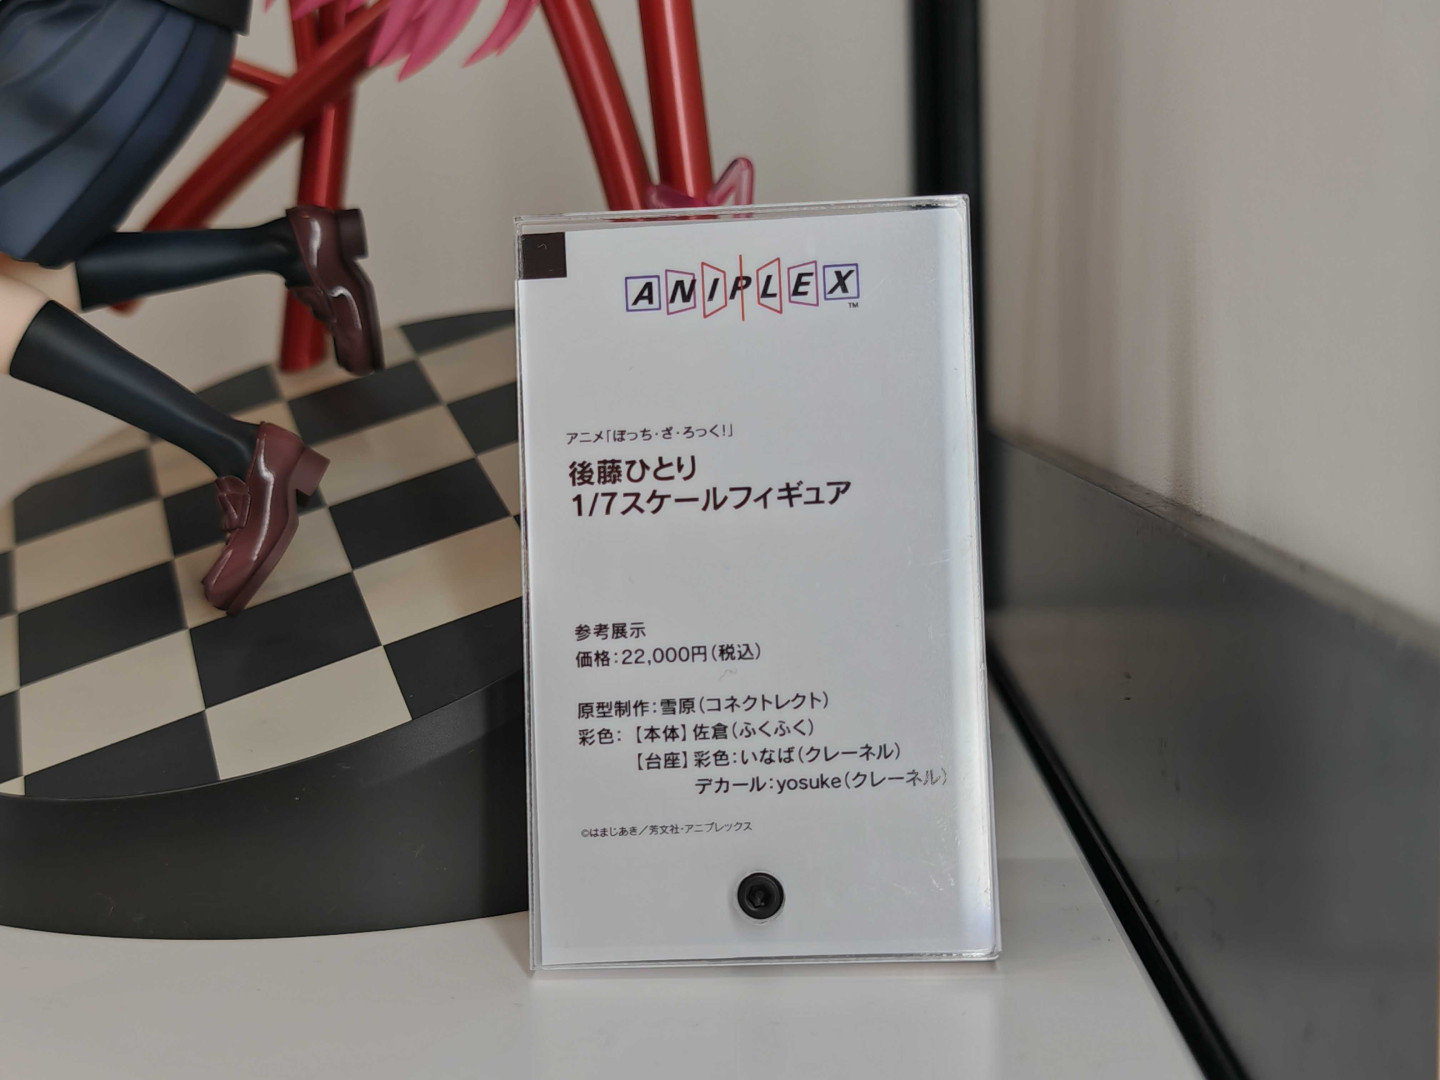 ANIPLEX
TM
アニメ「ぼっち・ざ・ろっく!」
後藤ひとり
1/7スケールフィギュア
参考展示
価格:22,000円(税込)
原型制作:雪原(コネクトレクト)
彩色:【本体】佐倉(ふくふく)
【台座】彩色:いなば(クレーネル)
デカール:yosuke(クレーネル)
©はまじあき/芳文社・アニプレックス